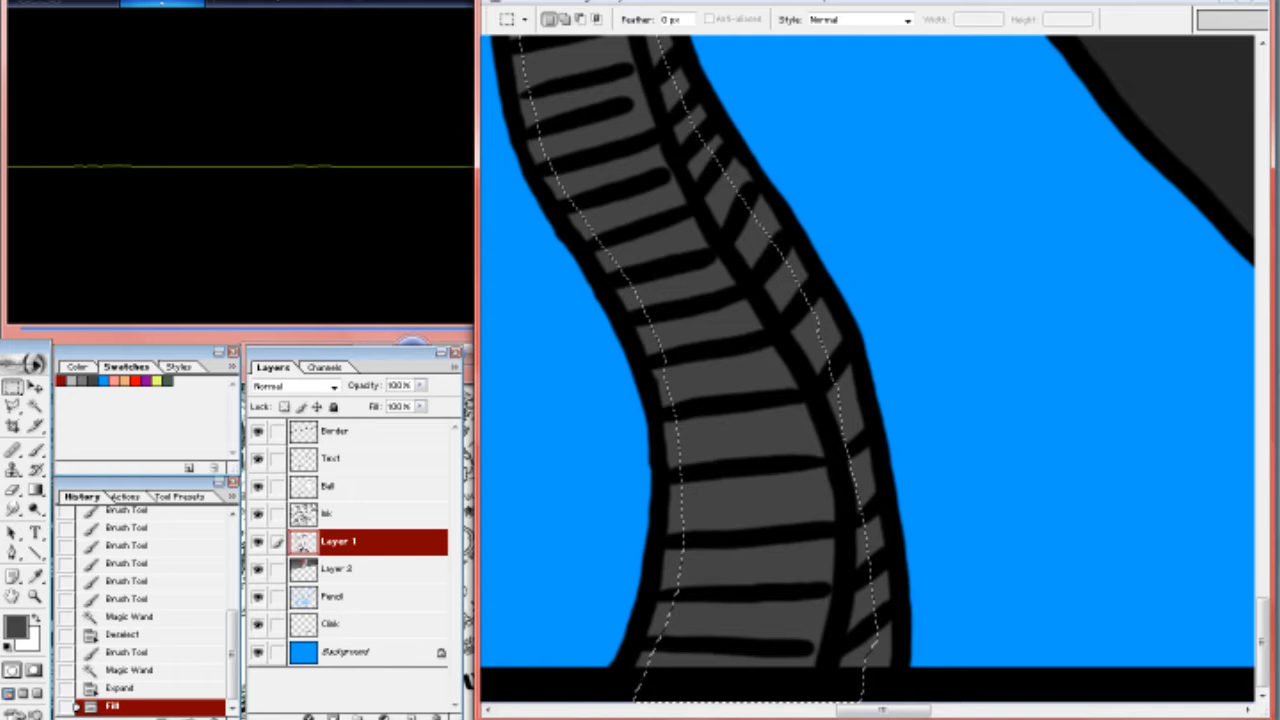 Feather: 0 px Anti-aliased Style: Normal Width: Height:
Color Swatches Styles
Layers Channels
Normal Opacity: 100%
Lock: Fill: 100%
Border
Text
Ball
Ink
Layer 1
Layer 2
Pencil
Background
History Actions Tool Presets
Brush Tool
Brush Tool
Brush Tool
Brush Tool
Brush Tool
Brush Tool
Magic Wand
Deselect
Brush Tool
Magic Wand
Expand
Fill